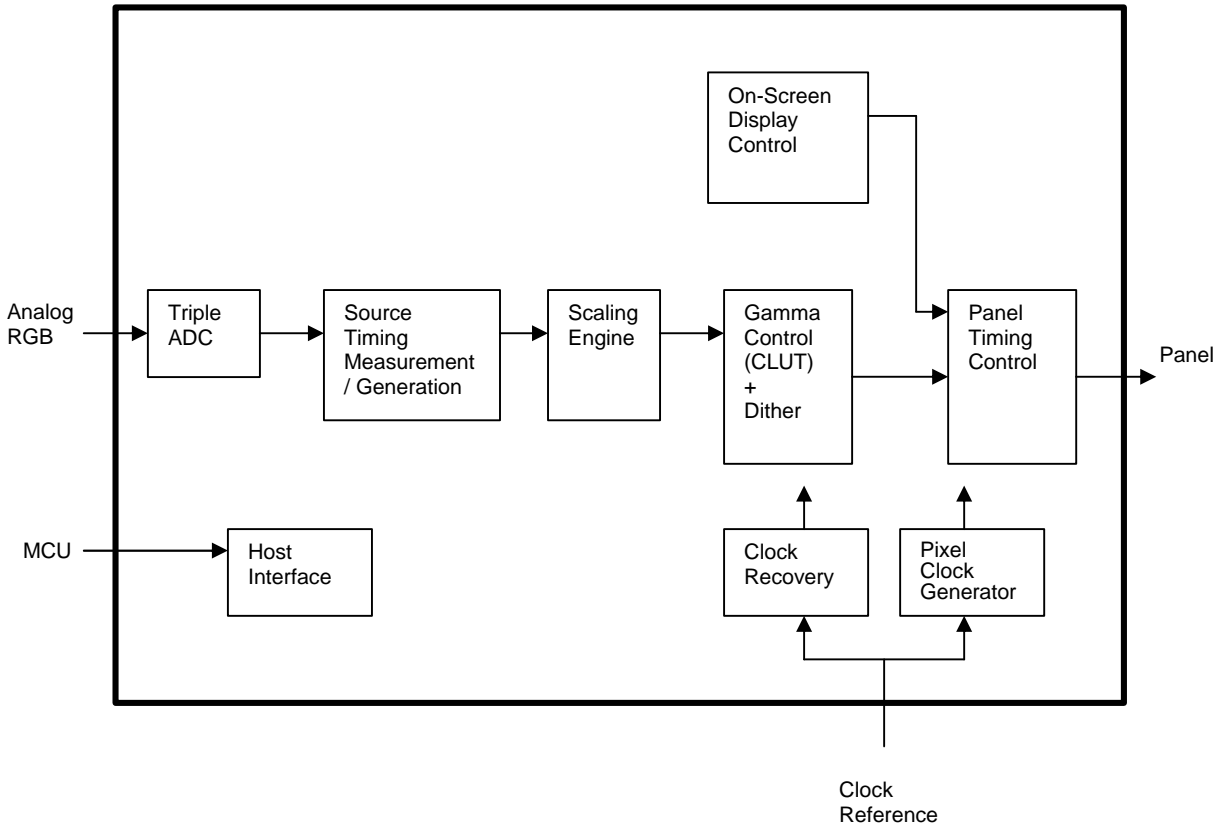 On-Screen
Display
Control
Analog
RGB
Triple
ADC
Source
Timing
Measurement
/ Generation
Scaling
Engine
Gamma
Control
(CLUT)
+
Dither
Panel
Timing
Control
Panel
MCU
Host
Interface
Clock
Recovery
Pixel
Clock
Generator
Clock
Reference